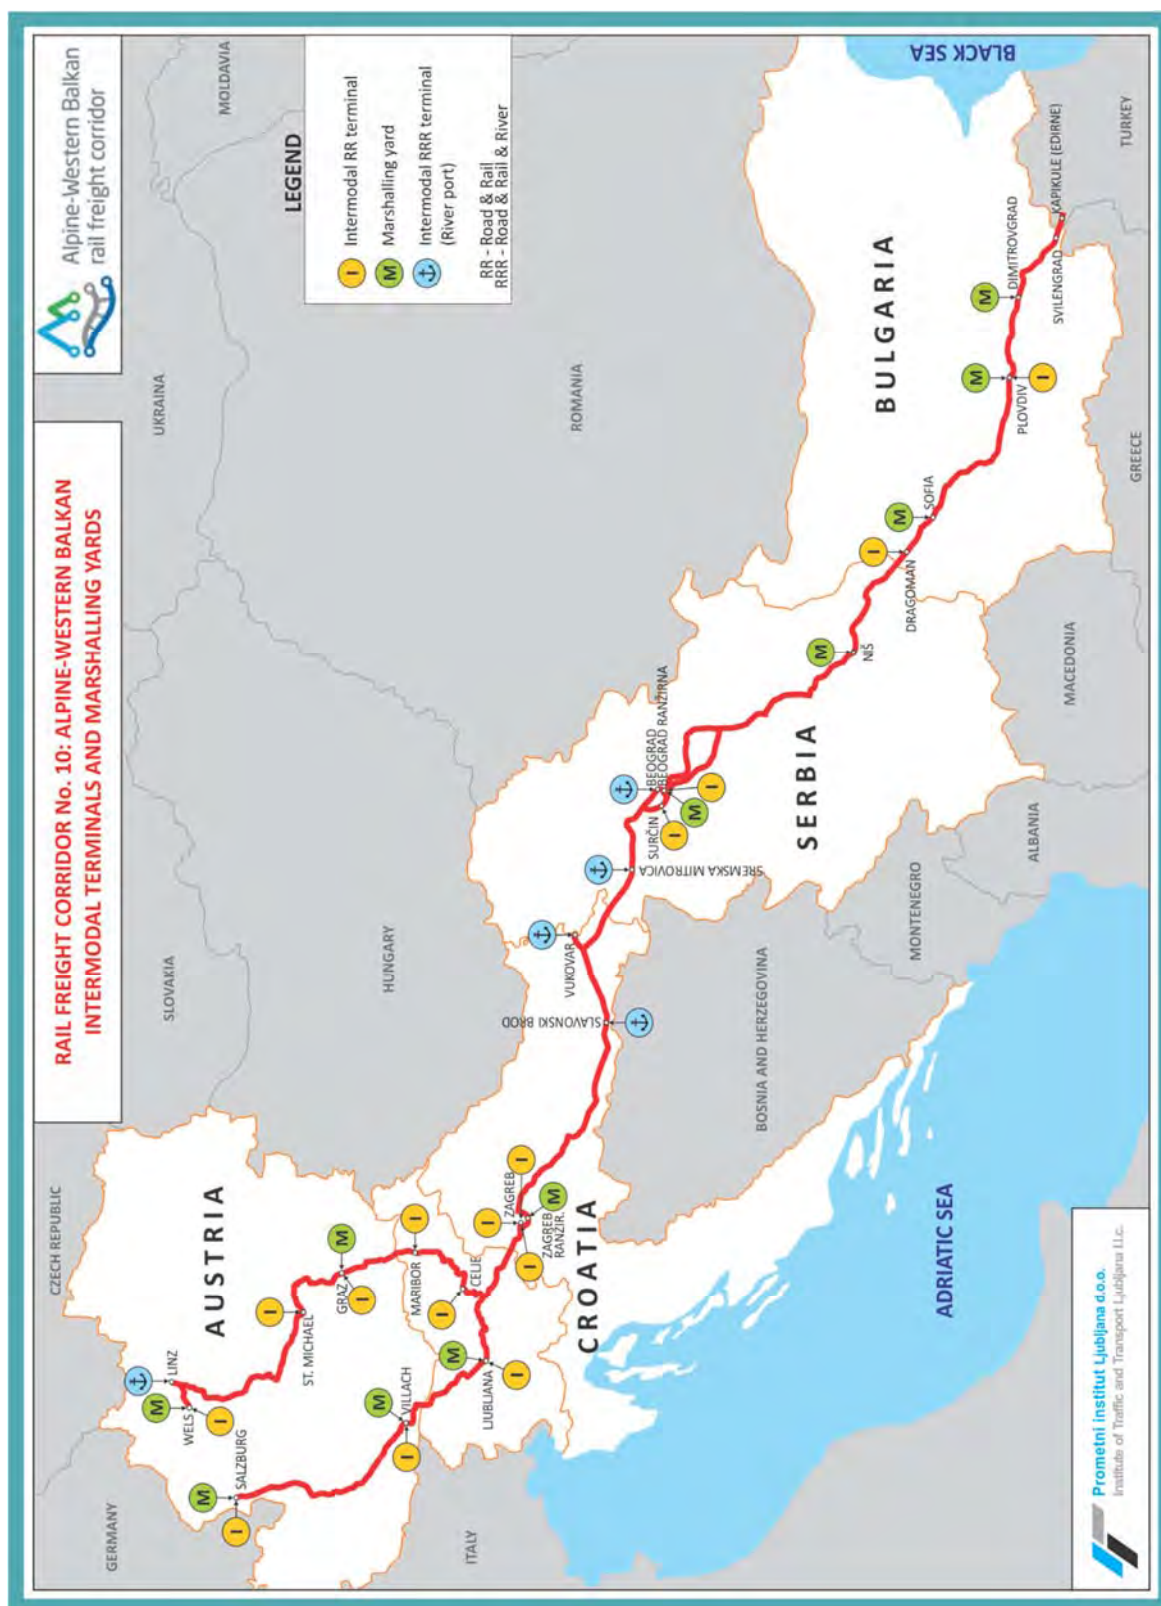 RAIL FREIGHT CORRIDOR No. 10: ALPINE-WESTERN BALKAN
INTERMODAL TERMINALS AND MARSHALLING YARDS
Alpine-Western Balkan
rail freight corridor
LEGEND
I Intermodal RR terminal
M Marshalling yard
Intermodal RRR terminal
(River port)
RR - Road & Rail
RRR - Road & Rail & River
GERMANY
CZECH REPUBLIC
SLOVAKIA
UKRAINA
MOLDAVIA
HUNGARY
ROMANIA
ITALY
BOSNIA AND HERZEGOVINA
MONTENEGRO
ALBANIA
MACEDONIA
GREECE
TURKEY
BLACK SEA
ADRIATIC SEA
AUSTRIA
CROATIA
SERBIA
BULGARIA
M
LINZ
M
WELS
I
SALZBURG
I
I
ST. MICHAEL
M
GRAZ
I
M
VILLACH
I
I
MARIBOR
I
CELJE
M
LJUBLJANA
I
I
ZAGREB
I
I
ZAGREB
RANŽIR.
M
SLAVONSKI BROD
VUKOVAR
SREMSKA MITROVICA
SURČIN
I
BEOGRAD
BEOGRAD RANŽIRNA
M
I
M
NIŠ
I
DRAGOMAN
M
SOFIA
M
PLOVDIV
I
M
DIMITROVGRAD
SVILENGRAD
KAPIKULE (EDIRNE)
Prometni institut Ljubljana d.o.o.
Institute of Traffic and Transport Ljubljana l.l.c.